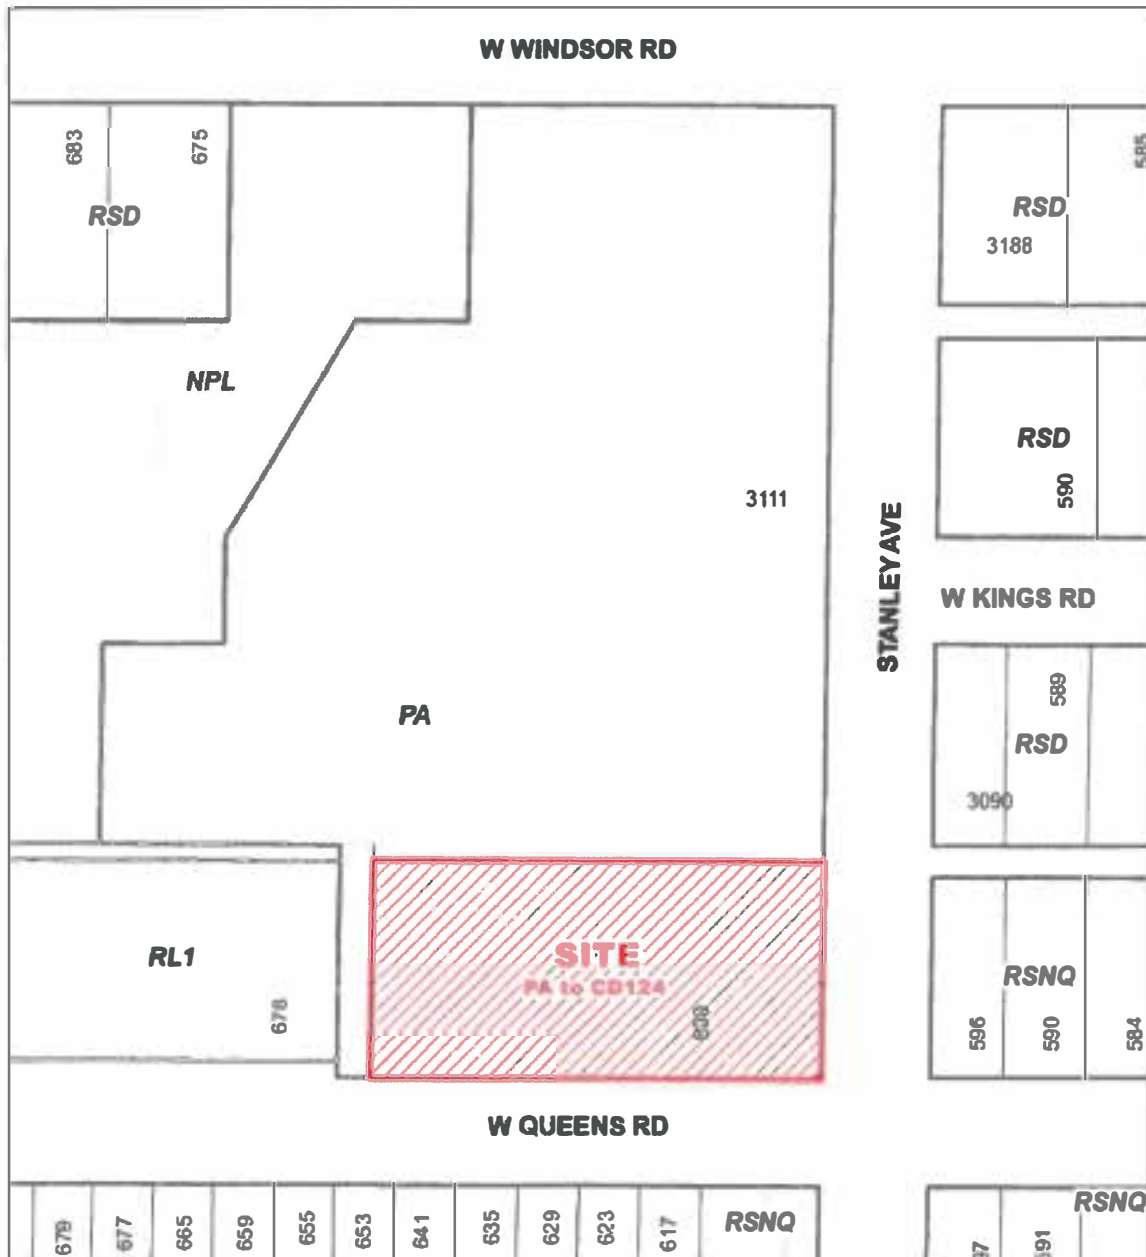 W WINDSOR RD
683
675
585
RSD
RSD
3188
NPL
RSD
590
3111
STANLEY AVE
W KINGS RD
589
RSD
3090
PA
RL1
678
SITE
PA to CD124
RSNQ
596
590
584
W QUEENS RD
679
677
665
659
655
653
641
635
629
623
617
RSNQ
RSNQ